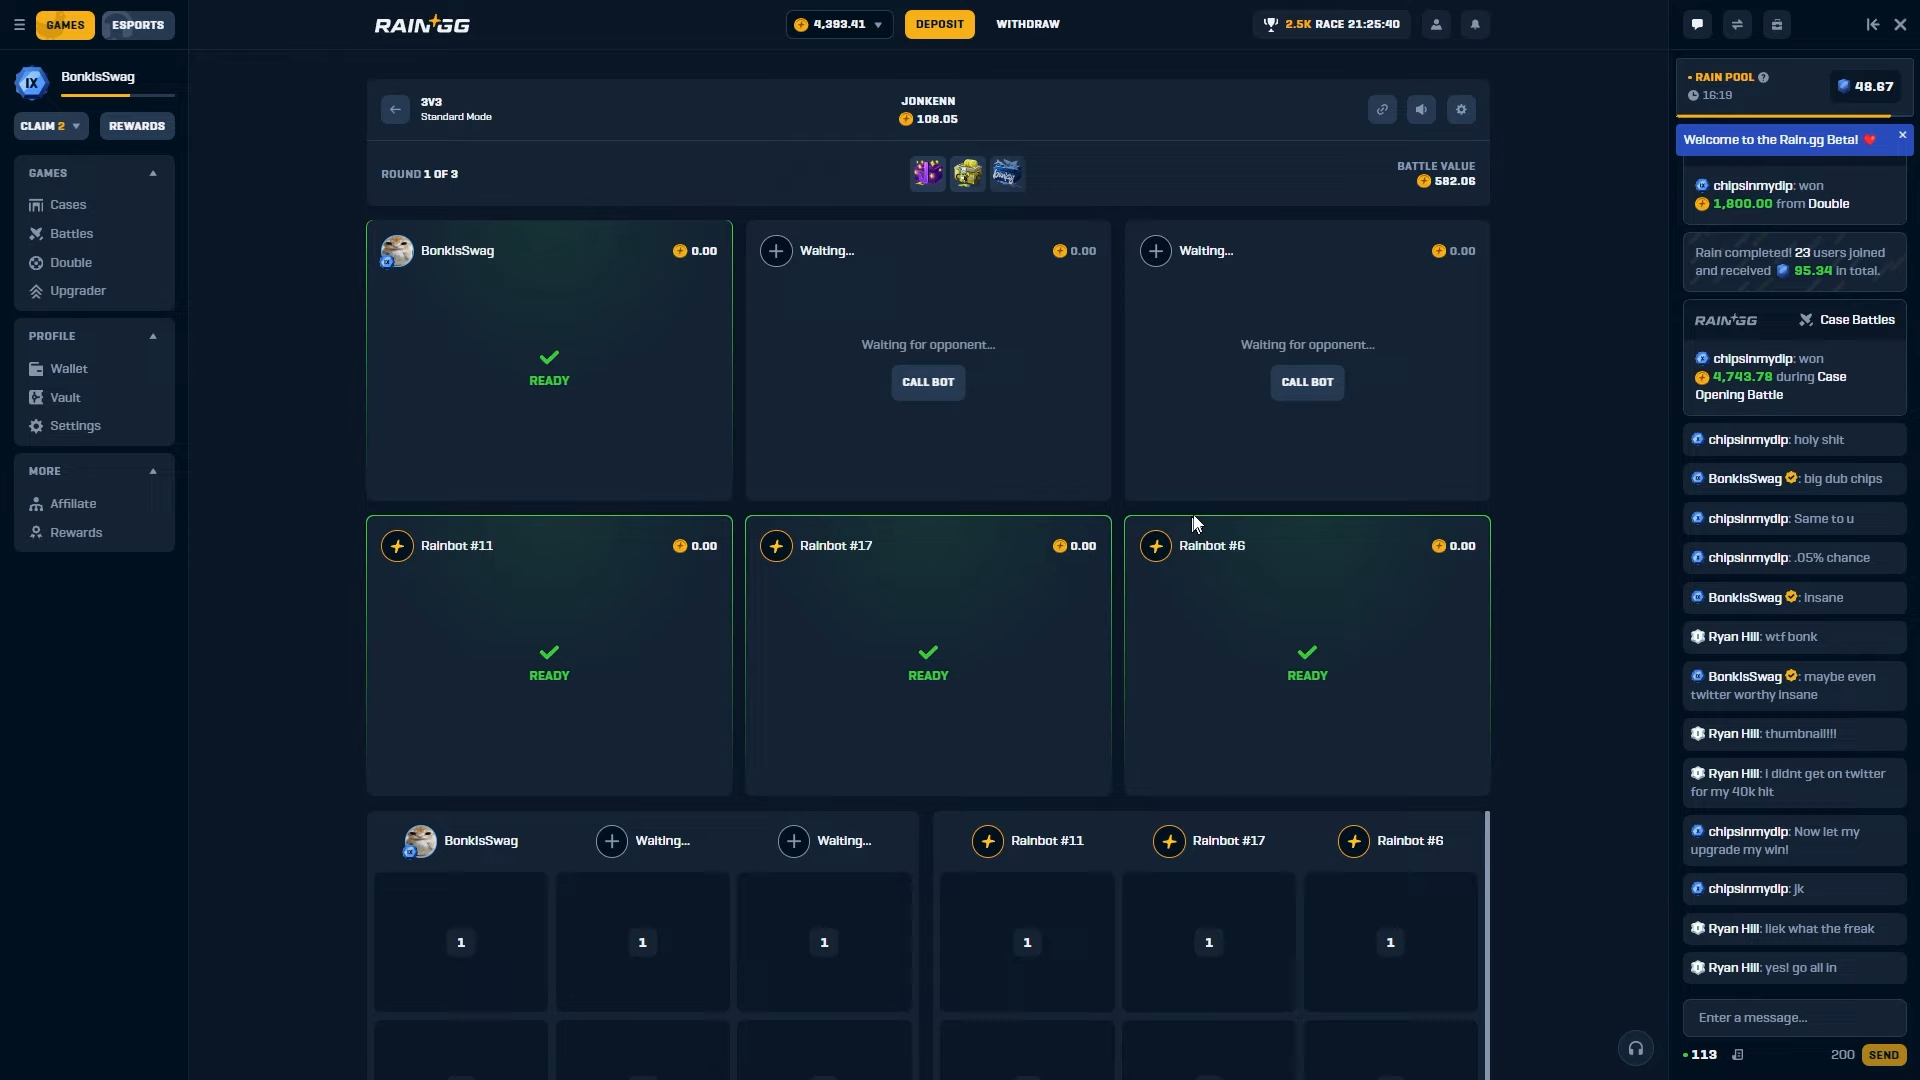 GAMES
ESPORTS
RAIN GG
4,393.41
DEPOSIT
WITHDRAW
2.5K RACE 21:25:40
IX
BonkIsSwag
CLAIM 2
REWARDS
GAMES
Cases
Battles
Double
Upgrader
PROFILE
Wallet
Vault
Settings
MORE
Affiliate
Rewards
3V3
Standard Mode
JONKENN
108.05
ROUND 1 OF 3
BATTLE VALUE
582.06
BonkIsSwag
0.00
READY
Waiting...
0.00
Waiting for opponent...
CALL BOT
Waiting...
0.00
Waiting for opponent...
CALL BOT
Rainbot #11
0.00
READY
Rainbot #17
0.00
READY
Rainbot #6
0.00
READY
BonkIsSwag
Waiting...
Waiting...
Rainbot #11
Rainbot #17
Rainbot #6
1
1
1
1
1
1
RAIN POOL
16:19
48.67
Welcome to the Rain.gg Beta!
chipsinmydip: won
1,800.00 from Double
Rain completed! 23 users joined
and received 95.34 in total.
RAIN GG
Case Battles
chipsinmydip: won
4,743.78 during Case
Opening Battle
chipsinmydip: holy shit
BonkIsSwag : big dub chips
chipsinmydip: Same to u
chipsinmydip: .05% chance
BonkIsSwag : insane
Ryan Hill: wtf bonk
BonkIsSwag : maybe even
twitter worthy insane
Ryan Hill: thumbnail!!!
Ryan Hill: i didnt get on twitter
for my 40k hit
chipsinmydip: Now let my
upgrade my win!
chipsinmydip: jk
Ryan Hill: liek what the freak
Ryan Hill: yes! go all in
Enter a message...
113
200
SEND